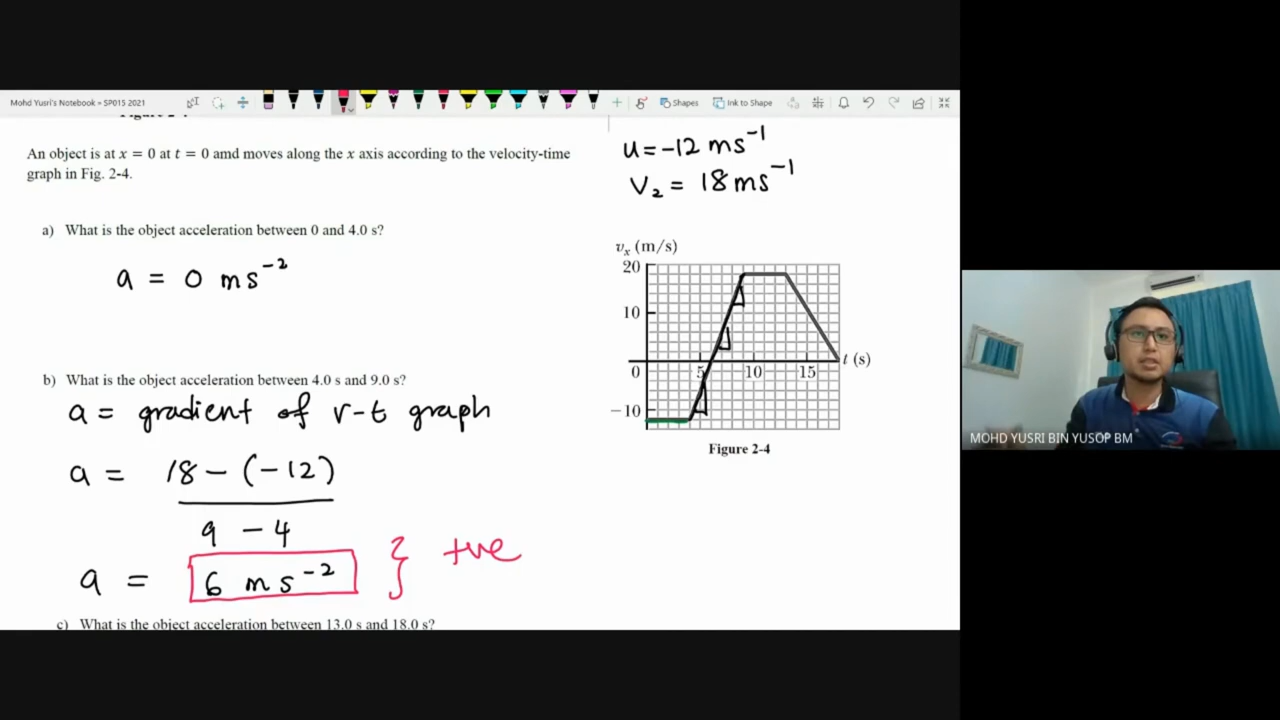 Mohd Yusri's Notebook » SP015 2021
Shapes
Ink to Shape
An object is at x = 0 at t = 0 amd moves along the x axis according to the velocity-time
graph in Fig. 2-4.
a) What is the object acceleration between 0 and 4.0 s?
a = 0 ms⁻²
b) What is the object acceleration between 4.0 s and 9.0 s?
a = gradient of v-t graph
a = 18 - (-12)
9 - 4
a = 6 ms⁻² } +ve
c) What is the object acceleration between 13.0 s and 18.0 s?
u = -12 ms⁻¹
V₂ = 18 ms⁻¹
vₓ (m/s)
20
10
0 5 10 15 t (s)
−10
Figure 2-4
MOHD YUSRI BIN YUSOP BM